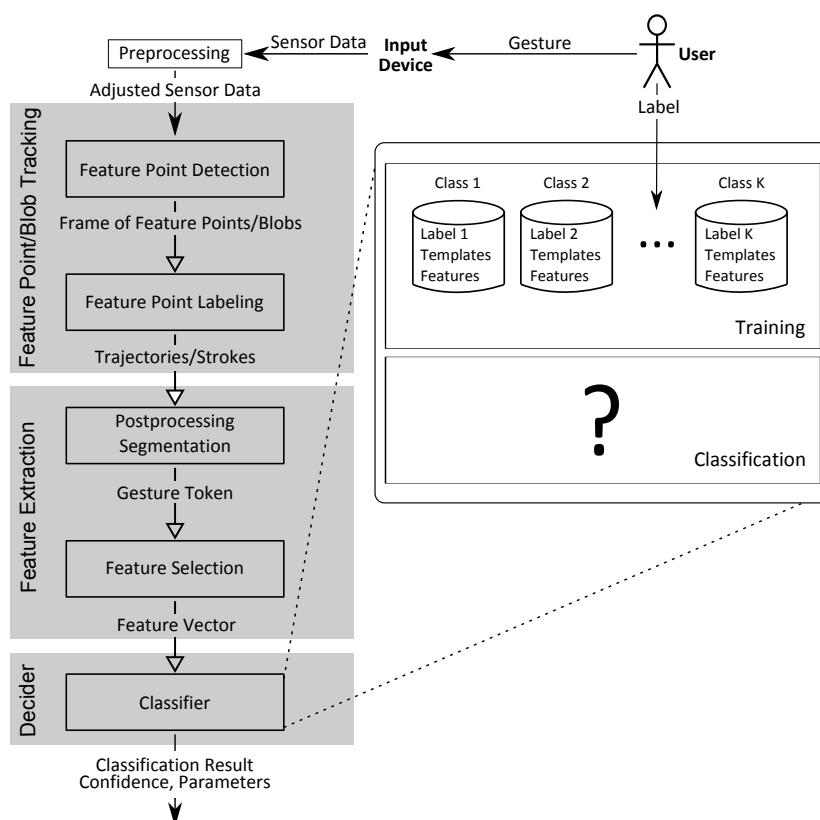 Preprocessing
Sensor Data
Input
Device
Gesture
User
Label
Adjusted Sensor Data
Feature Point/Blob Tracking
Feature Point Detection
Frame of Feature Points/Blobs
Feature Point Labeling
Trajectories/Strokes
Feature Extraction
Postprocessing
Segmentation
Gesture Token
Feature Selection
Feature Vector
Decider
Classifier
Classification Result
Confidence, Parameters
Class 1
Label 1
Templates
Features
Class 2
Label 2
Templates
Features
...
Class K
Label K
Templates
Features
Training
?
Classification